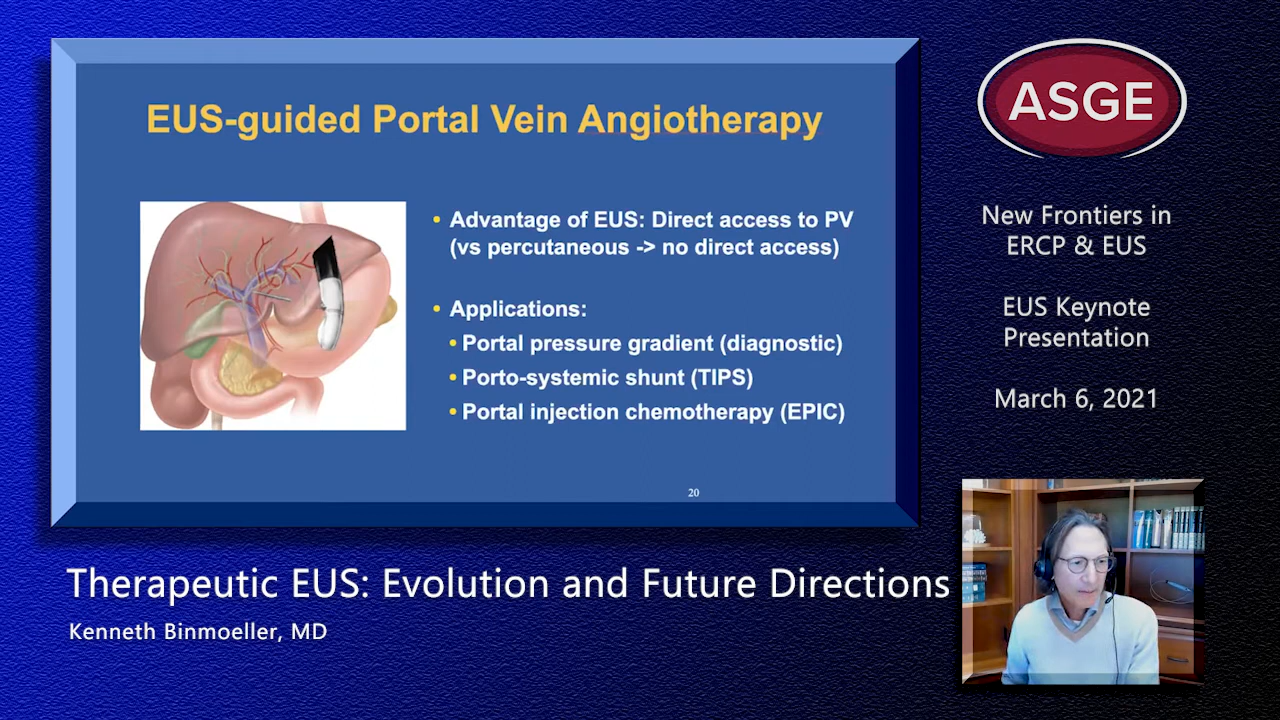 EUS-guided Portal Vein Angiotherapy
• Advantage of EUS: Direct access to PV
(vs percutaneous -> no direct access)
• Applications:
• Portal pressure gradient (diagnostic)
• Porto-systemic shunt (TIPS)
• Portal injection chemotherapy (EPIC)
20
ASGE
New Frontiers in
ERCP & EUS
EUS Keynote
Presentation
March 6, 2021
Therapeutic EUS: Evolution and Future Directions
Kenneth Binmoeller, MD